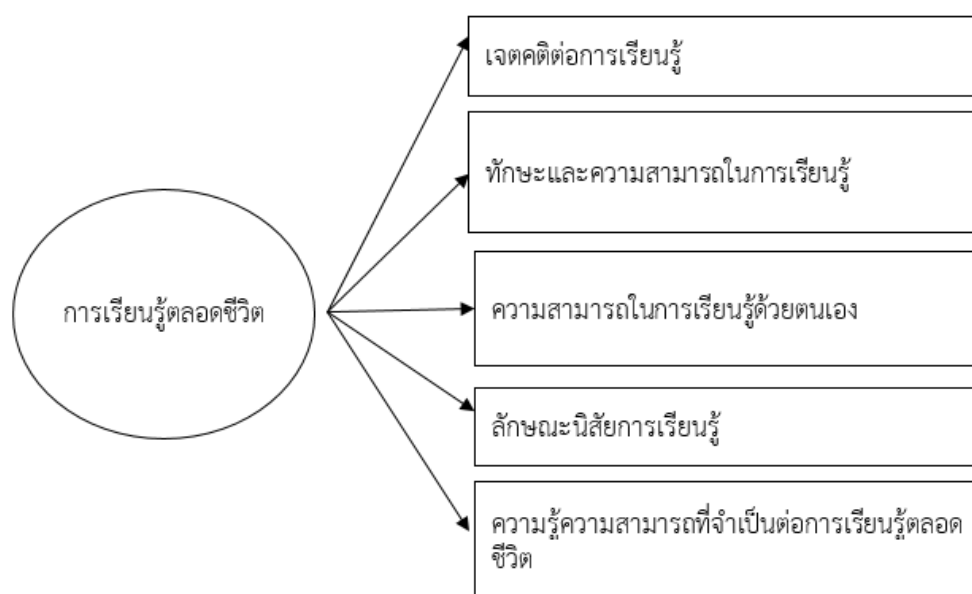 เจตคติต่อการเรียนรู้
ทักษะและความสามารถในการเรียนรู้
การเรียนรู้ตลอดชีวิต
ความสามารถในการเรียนรู้ด้วยตนเอง
ลักษณะนิสัยการเรียนรู้
ความรู้ความสามารถที่จำเป็นต่อการเรียนรู้ตลอด
ชีวิต